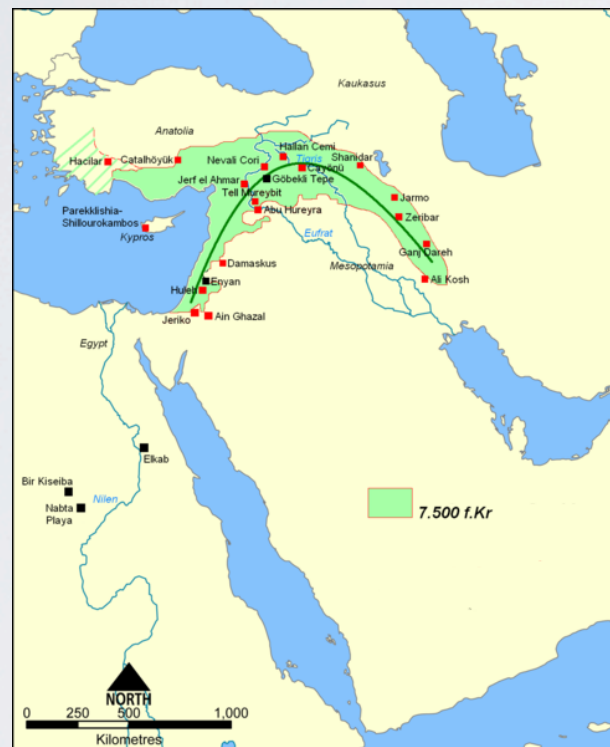 Kaukasus
Anatolia
Hallan Cemi
Hacilar
Catalhöyük
Nevali Cori
Tigris
Shanidar
Cayönü
Jerf el Ahmar
Göbekli Tepe
Tell Mureybit
Jarmo
Abu Hureyra
Parekklishia-
Shillourokambos
Zeribar
Kypros
Eufrat
Ganj Dareh
Damaskus
Mesopotamia
Enyan
Ali Kosh
Huleh
Jeriko
Ain Ghazal
Egypt
Elkab
Bir Kiseiba
Nilen
Nabta
Playa
7.500 f.Kr
NORTH
0 250 500 1,000
Kilometres